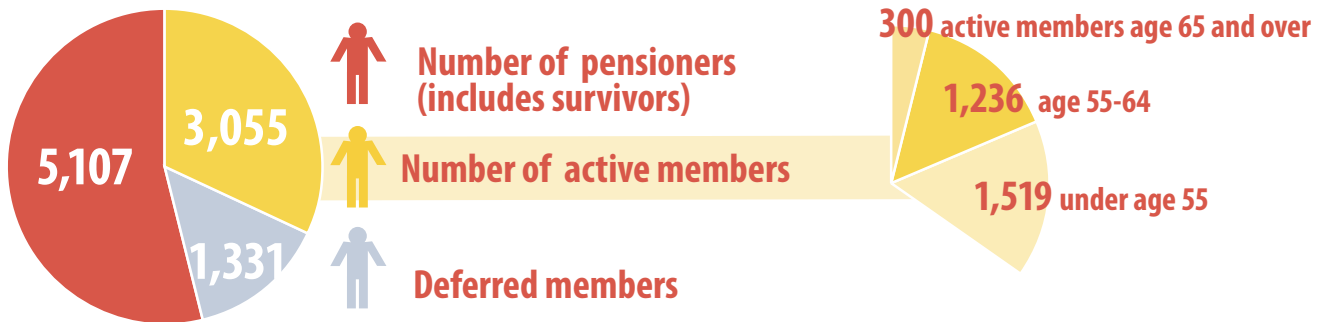 5,107
3,055
1,331
Number of pensioners
(includes survivors)
Number of active members
Deferred members
300 active members age 65 and over
1,236 age 55-64
1,519 under age 55